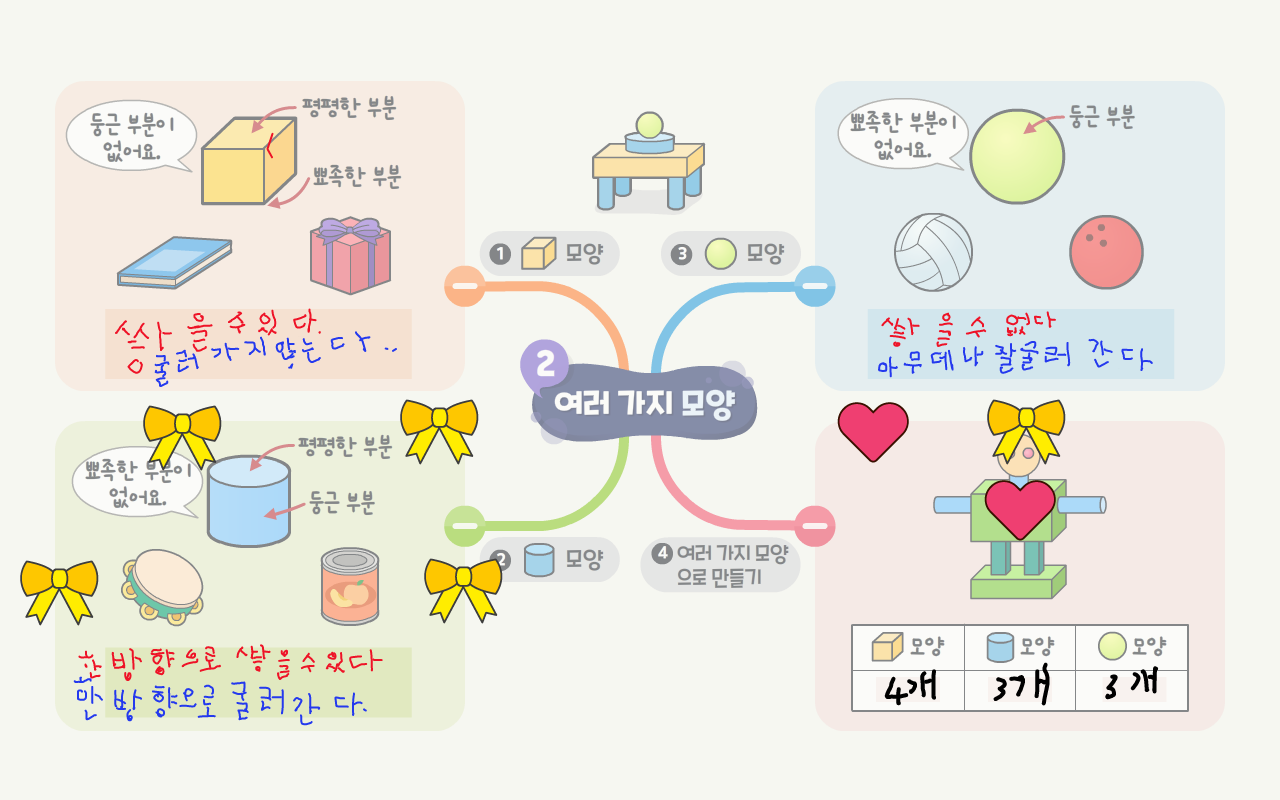 둥근 부분이
없어요.
평평한 부분
뾰족한 부분
을 수 있 다.
굴러 가지 않는 다 ..
1 모양
3 모양
뾰족한 부분이
없어요.
둥근 부분
을 수 없다
아무데나 잘굴러 간 다
2
여러 가지 모양
뾰족한 부분이
없어요.
평평한 부분
둥근 부분
한 방향으로 쌓을 수 있다
한 방향으로 굴러간 다.
2 모양
4 여러 가지 모양
으로 만들기
모양 모양 모양
4개 3개 3개